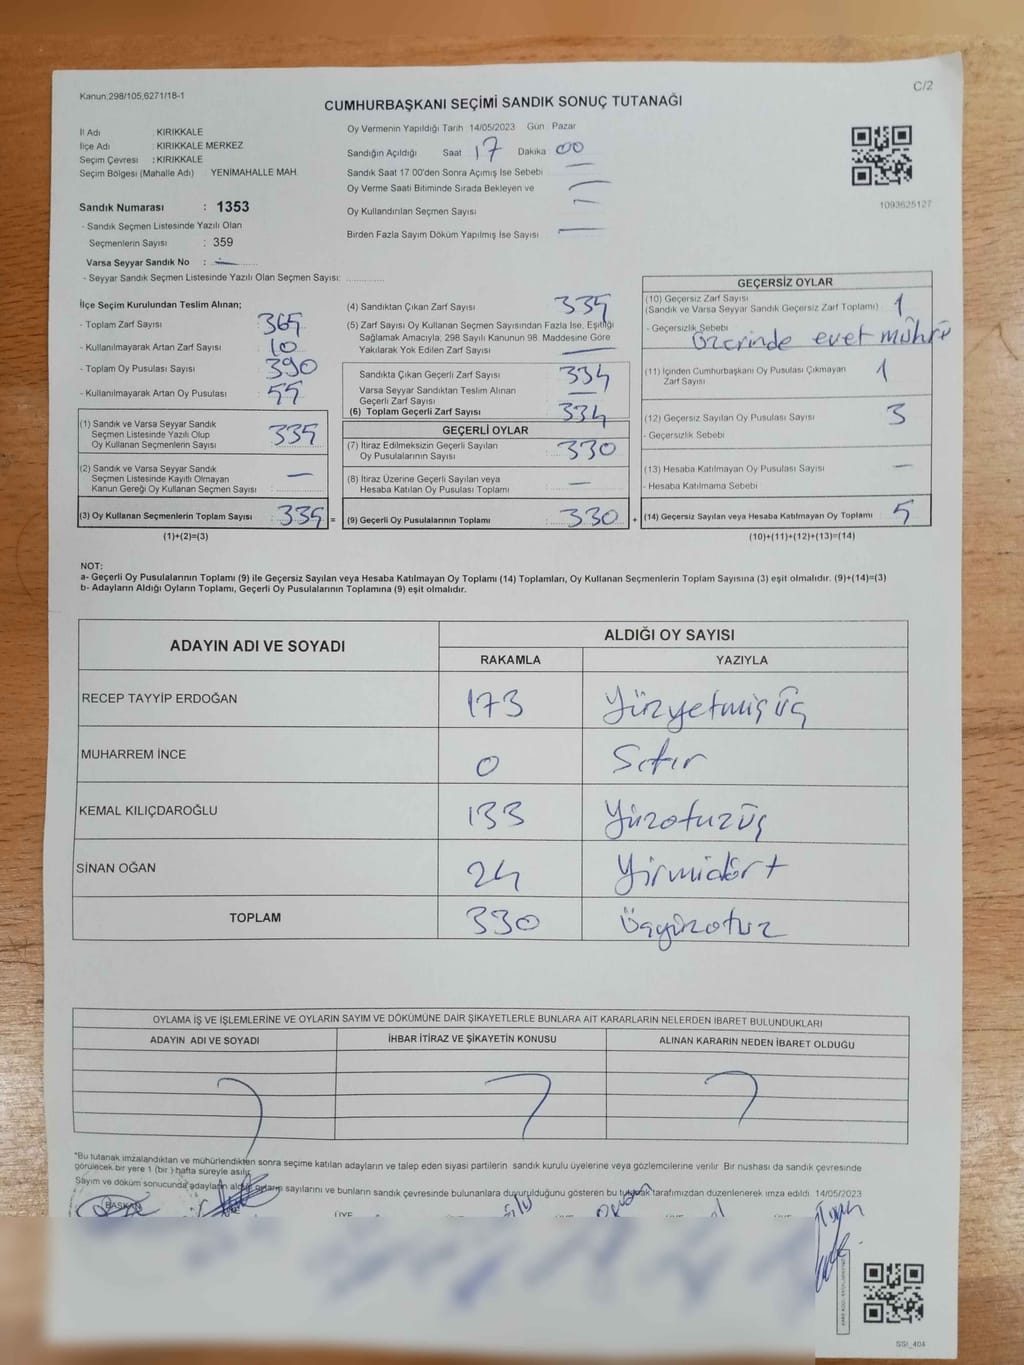 Kanun:298/105,6271/18-1
C/2
CUMHURBAŞKANI SEÇİMİ SANDIK SONUÇ TUTANAĞI
İl Adı : KIRIKKALE
İlçe Adı : KIRIKKALE MERKEZ
Seçim Çevresi : KIRIKKALE
Seçim Bölgesi (Mahalle Adı) YENİMAHALLE MAH.
Sandık Numarası : 1353
- Sandık Seçmen Listesinde Yazılı Olan
Seçmenlerin Sayısı : 359
Varsa Seyyar Sandık No : —
- Seyyar Sandık Seçmen Listesinde Yazılı Olan Seçmen Sayısı:
Oy Vermenin Yapıldığı Tarih 14/05/2023 Gün Pazar
Sandığın Açıldığı Saat 17 Dakika 00
Sandık Saat 17 00'den Sonra Açımış İse Sebebi —
Oy Verme Saati Bitiminde Sırada Bekleyen ve
Oy Kullandırılan Seçmen Sayısı —
Birden Fazla Sayım Döküm Yapılmış İse Sayısı —
1093625127
İlçe Seçim Kurulundan Teslim Alınan;
- Toplam Zarf Sayısı 365
- Kullanılmayarak Artan Zarf Sayısı 10
- Toplam Oy Pusulası Sayısı 390
- Kullanılmayarak Artan Oy Pusulası 55
(1) Sandık ve Varsa Seyyar Sandık
Seçmen Listesinde Yazılı Olup
Oy Kullanan Seçmenlerin Sayısı 335
(2) Sandık ve Varsa Seyyar Sandık
Seçmen Listesinde Kayıtlı Olmayan
Kanun Gereği Oy Kullanan Seçmen Sayısı —
(3) Oy Kullanan Seçmenlerin Toplam Sayısı 335 =
(1)+(2)=(3)
(4) Sandıktan Çıkan Zarf Sayısı 335
(5) Zarf Sayısı Oy Kullanan Seçmen Sayısından Fazla İse, Eşitliği
Sağlamak Amacıyla; 298 Sayılı Kanunun 98. Maddesine Göre
Yakılarak Yok Edilen Zarf Sayısı —
Sandıkta Çıkan Geçerli Zarf Sayısı 334
Varsa Seyyar Sandıktan Teslim Alınan
Geçerli Zarf Sayısı —
(6) Toplam Geçerli Zarf Sayısı 334
GEÇERLİ OYLAR
(7) İtiraz Edilmeksizin Geçerli Sayılan
Oy Pusulalarının Sayısı 330
(8) İtiraz Üzerine Geçerli Sayılan veya
Hesaba Katılan Oy Pusulası Toplamı —
(9) Geçerli Oy Pusulalarının Toplamı 330 +
GEÇERSİZ OYLAR
(10) Geçersiz Zarf Sayısı
(Sandık ve Varsa Seyyar Sandık Geçersiz Zarf Toplamı) 1
- Geçersizlik Sebebi
Üzerinde evet mührü
(11) İçinden Cumhurbaşkanı Oy Pusulası Çıkmayan
Zarf Sayısı 1
(12) Geçersiz Sayılan Oy Pusulası Sayısı 3
- Geçersizlik Sebebi
(13) Hesaba Katılmayan Oy Pusulası Sayısı —
- Hesaba Katılmama Sebebi
(14) Geçersiz Sayılan veya Hesaba Katılmayan Oy Toplamı 5
(10)+(11)+(12)+(13)=(14)
NOT:
a- Geçerli Oy Pusulalarının Toplamı (9) ile Geçersiz Sayılan veya Hesaba Katılmayan Oy Toplamı (14) Toplamları, Oy Kullanan Seçmenlerin Toplam Sayısına (3) eşit olmalıdır. (9)+(14)=(3)
b- Adayların Aldığı Oyların Toplamı, Geçerli Oy Pusulalarının Toplamına (9) eşit olmalıdır.
ADAYIN ADI VE SOYADI
ALDIĞI OY SAYISI
RAKAMLA YAZIYLA
RECEP TAYYİP ERDOĞAN 173 Yüzyetmiş üç
MUHARREM İNCE 0 Sıfır
KEMAL KILIÇDAROĞLU 133 Yüzotuzüç
SİNAN OĞAN 24 Yirmidört
TOPLAM 330 Üçyüzotuz
OYLAMA İŞ VE İŞLEMLERİNE VE OYLARIN SAYIM VE DÖKÜMÜNE DAİR ŞİKAYETLERLE BUNLARA AİT KARARLARIN NELERDEN İBARET BULUNDUKLARI
ADAYIN ADI VE SOYADI İHBAR İTİRAZ VE ŞİKAYETİN KONUSU ALINAN KARARIN NEDEN İBARET OLDUĞU
*Bu tutanak imzalandıktan ve mühürlendikten sonra seçime katılan adayların ve talep eden siyasi partilerin sandık kurulu üyelerine veya gözlemcilerine verilir. Bir nushası da sandık çevresinde
görülecek bir yere 1 (bir) hafta süreyle asılır.
Sayım ve döküm sonucunda adayların aldığı oyların sayılarını ve bunların sandık çevresinde bulunanlara duyurulduğunu gösteren bu tutanak tarafımızdan düzenlenerek imza edildi. 14/05/2023
BAŞKAN
ÜYE
SSI_404